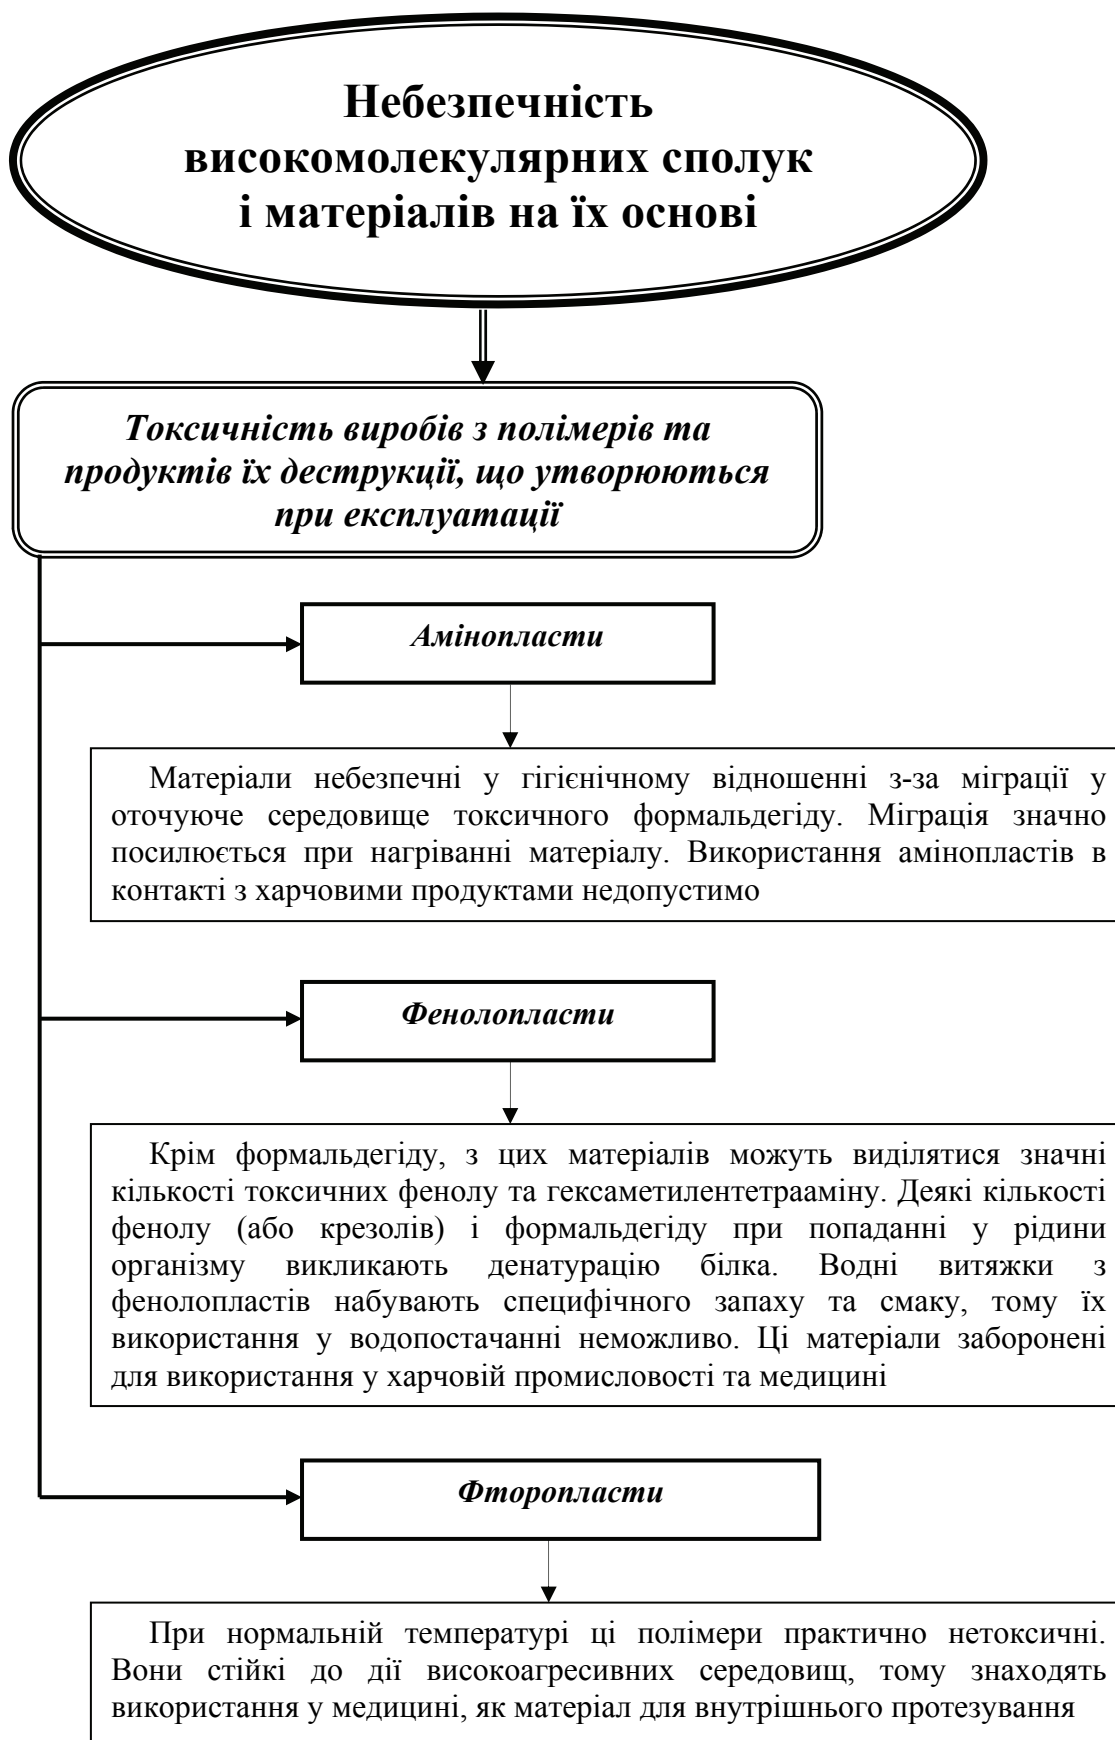 Небезпечність
високомолекулярних сполук
і матеріалів на їх основі
Токсичність виробів з полімерів та
продуктів їх деструкції, що утворюються
при експлуатації
Амінопласти
Матеріали небезпечні у гігієнічному відношенні з-за міграції у
оточуюче середовище токсичного формальдегіду. Міграція значно
посилюється при нагріванні матеріалу. Використання амінопластів в
контакті з харчовими продуктами недопустимо
Фенолопласти
Крім формальдегіду, з цих матеріалів можуть виділятися значні
кількості токсичних фенолу та гексаметилентетрааміну. Деякі кількості
фенолу (або крезолів) і формальдегіду при попаданні у рідини
організму викликають денатурацію білка. Водні витяжки з
фенолопластів набувають специфічного запаху та смаку, тому їх
використання у водопостачанні неможливо. Ці матеріали заборонені
для використання у харчовій промисловості та медицині
Фторопласти
При нормальній температурі ці полімери практично нетоксичні.
Вони стійкі до дії високоагресивних середовищ, тому знаходять
використання у медицині, як матеріал для внутрішнього протезування